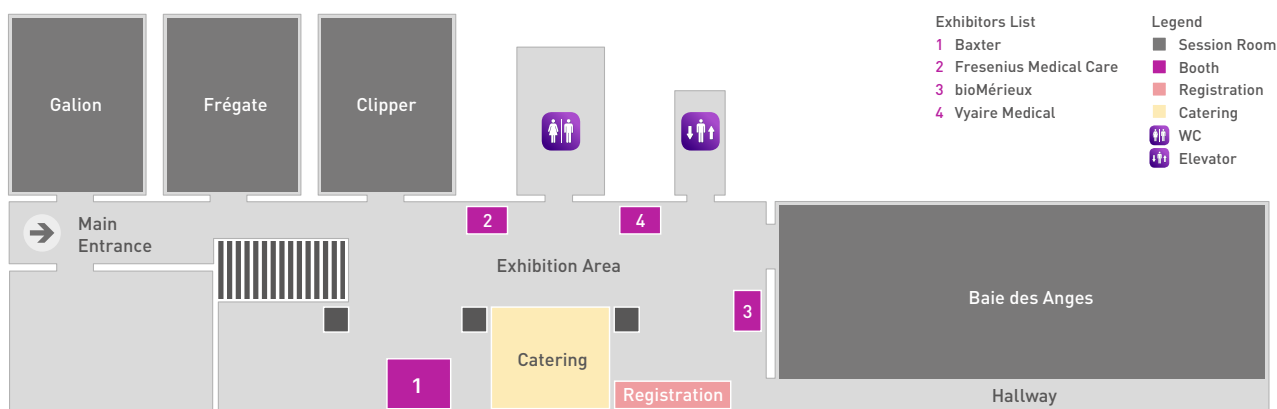 Galion
Frégate
Clipper
Exhibitors List
1 Baxter
2 Fresenius Medical Care
3 bioMérieux
4 Vyaire Medical
Legend
Session Room
Booth
Registration
Catering
WC
Elevator
Main
Entrance
2
4
Exhibition Area
3
Baie des Anges
Catering
1
Registration
Hallway